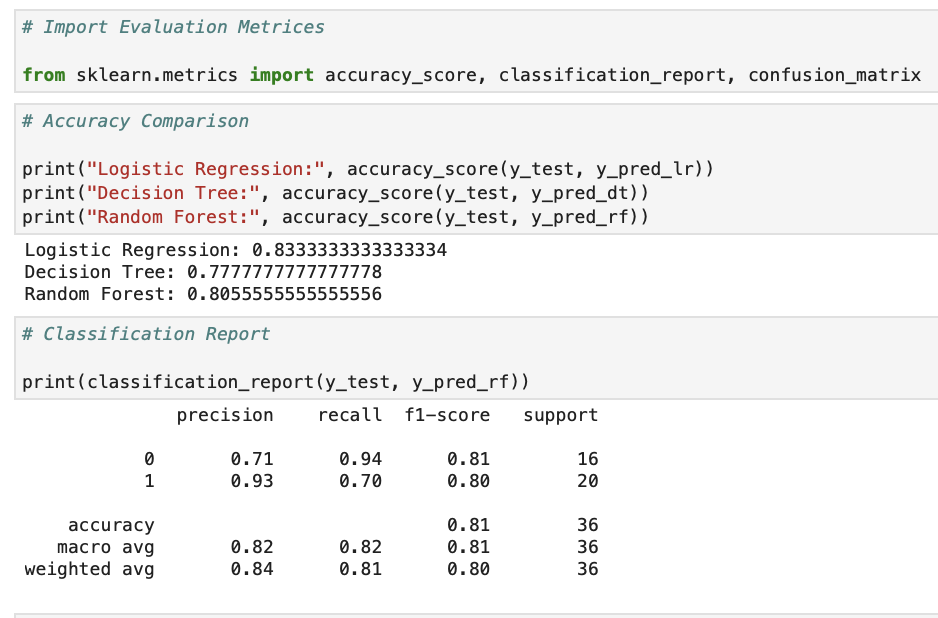 # Import Evaluation Metrices
from sklearn.metrics import accuracy_score, classification_report, confusion_matrix
# Accuracy Comparison
print("Logistic Regression:", accuracy_score(y_test, y_pred_lr))
print("Decision Tree:", accuracy_score(y_test, y_pred_dt))
print("Random Forest:", accuracy_score(y_test, y_pred_rf))
Logistic Regression: 0.8333333333333334
Decision Tree: 0.7777777777777778
Random Forest: 0.8055555555555556
# Classification Report
print(classification_report(y_test, y_pred_rf))
precision recall f1-score support
0 0.71 0.94 0.81 16
1 0.93 0.70 0.80 20
accuracy 0.81 36
macro avg 0.82 0.82 0.81 36
weighted avg 0.84 0.81 0.80 36